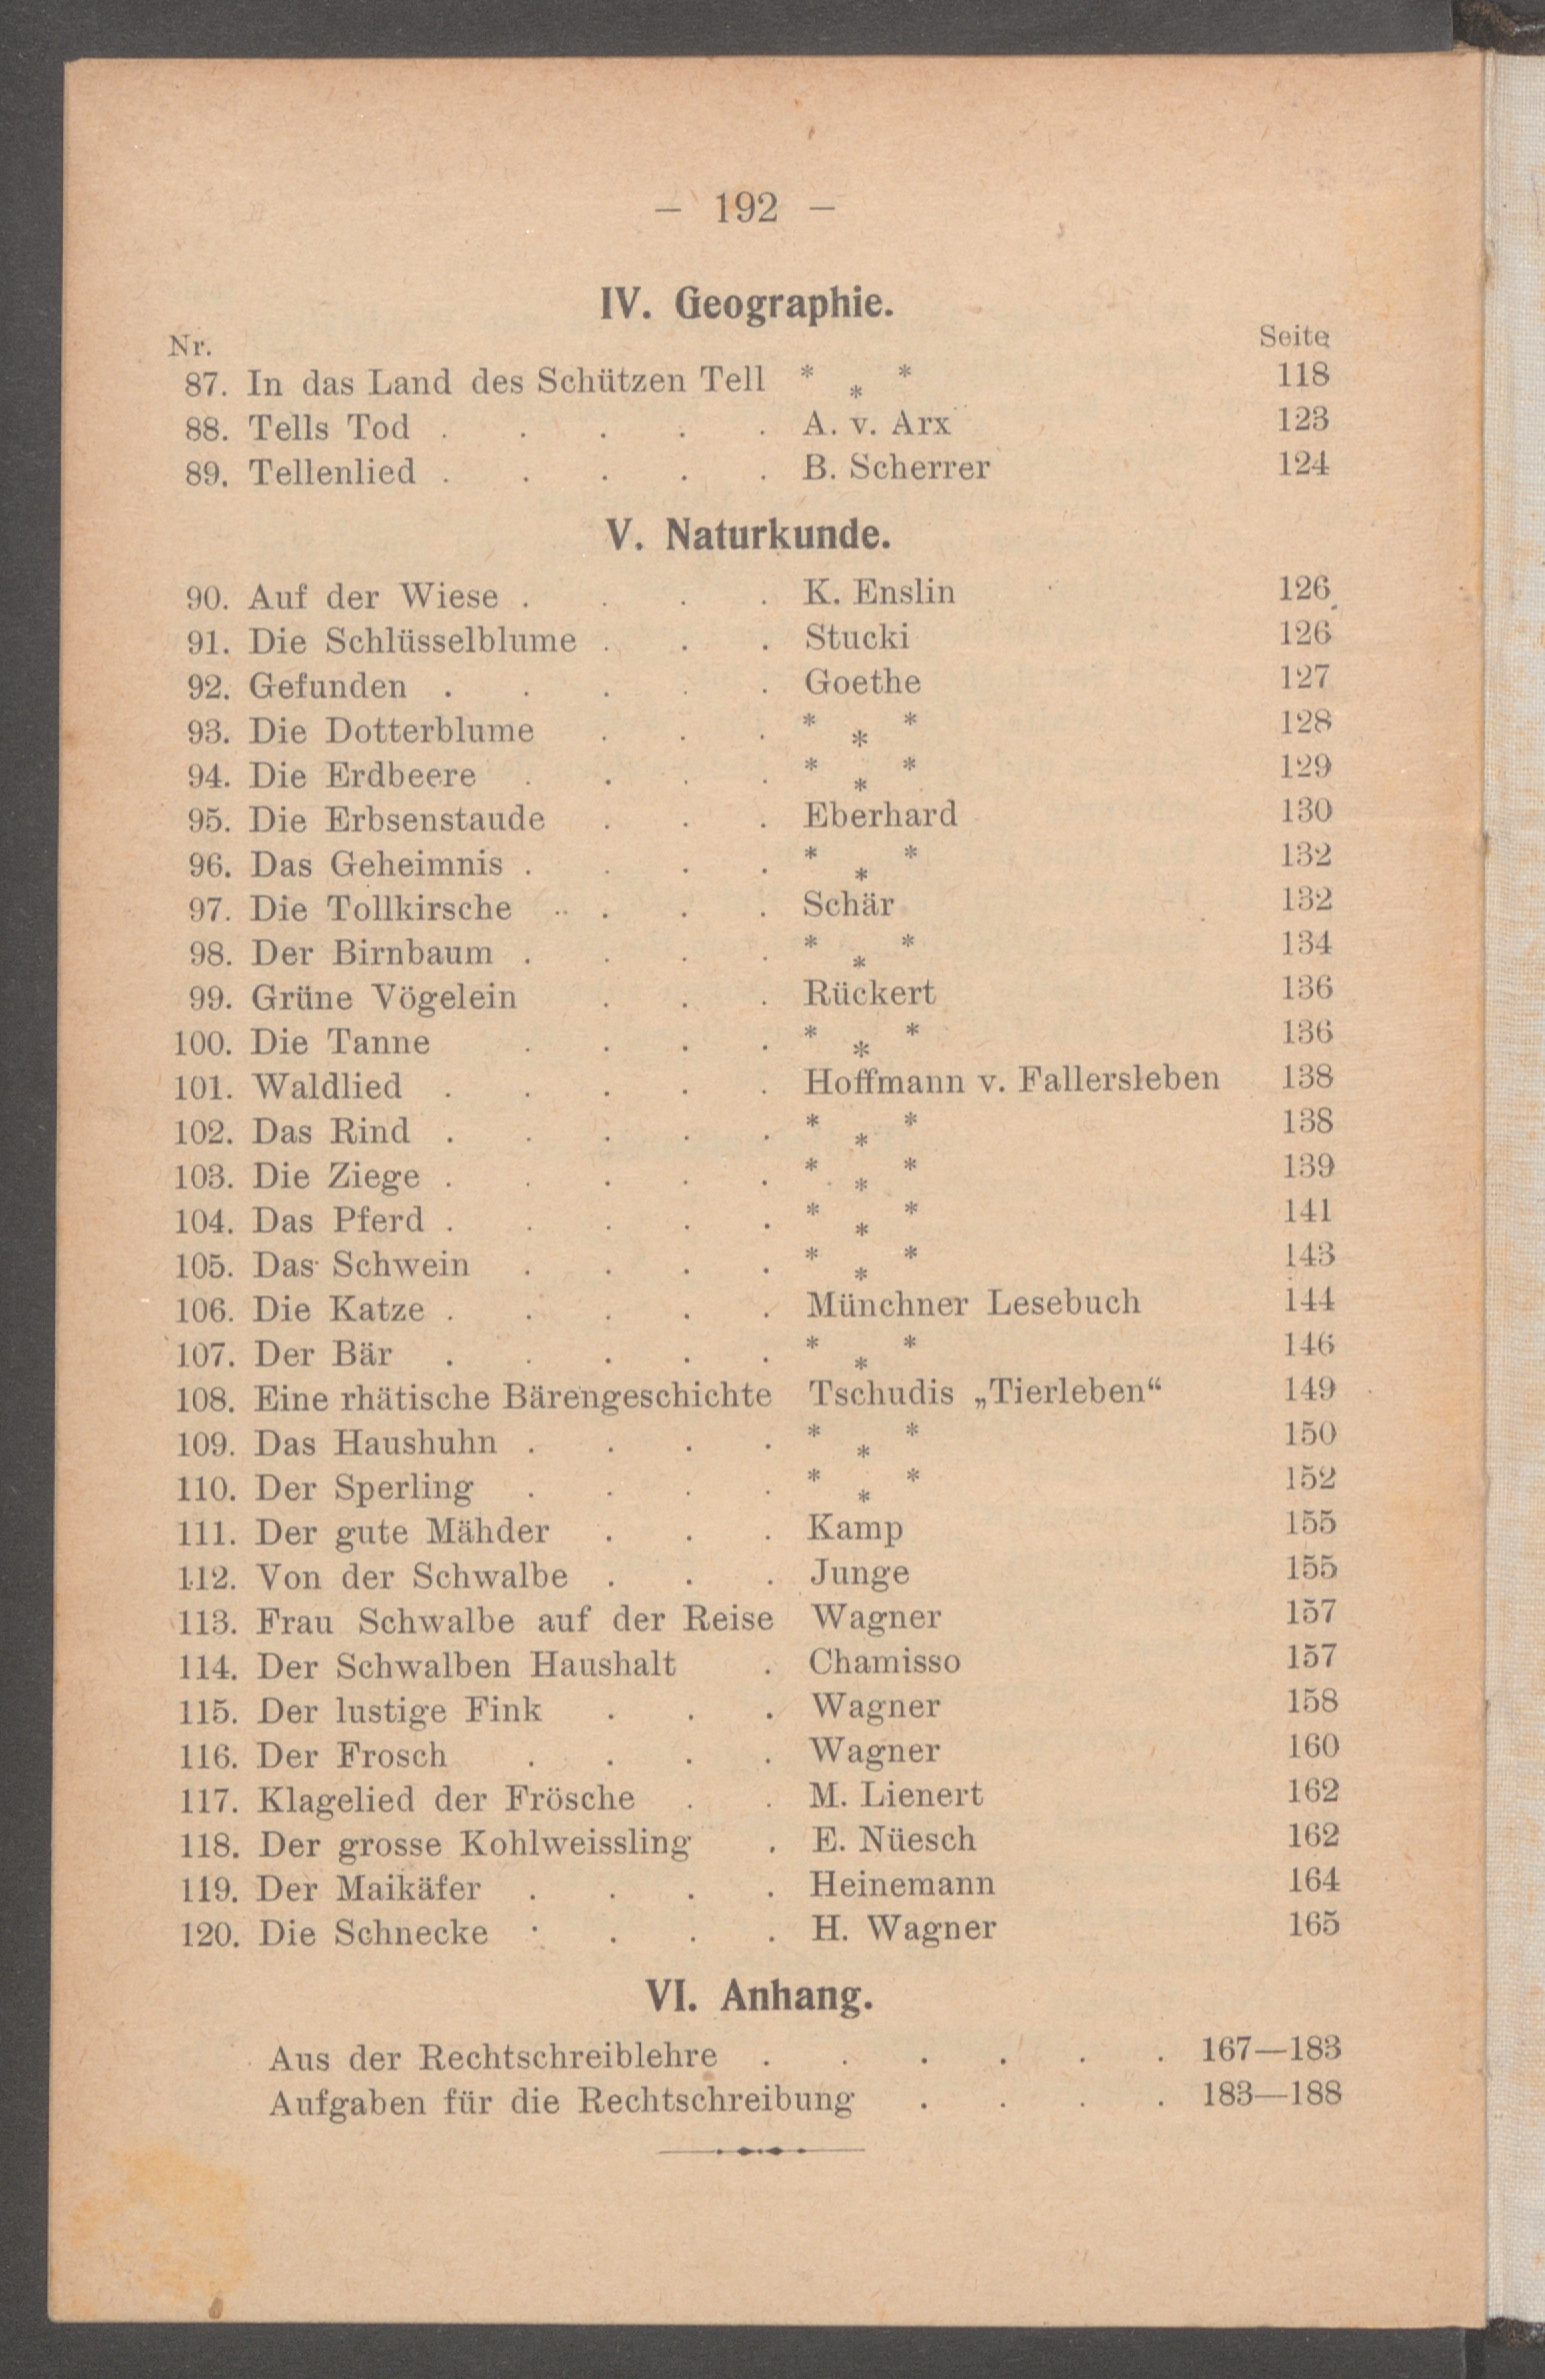 — 192 —
IV. Geographie.
Nr. Seite
87. In das Land des Schützen Tell * * * 118
88. Tells Tod . . . . . A. v. Arx 123
89. Tellenlied . . . . . B. Scherrer 124
V. Naturkunde.
90. Auf der Wiese . . . . K. Enslin 126
91. Die Schlüsselblume . . . Stucki 126
92. Gefunden . . . . . Goethe 127
93. Die Dotterblume . . . * * * 128
94. Die Erdbeere . . . . * * * 129
95. Die Erbsenstaude . . . Eberhard 130
96. Das Geheimnis . . . . * * * 132
97. Die Tollkirsche . . . . Schär 132
98. Der Birnbaum . . . . * * * 134
99. Grüne Vögelein . . . Rückert 136
100. Die Tanne . . . . * * * 136
101. Waldlied . . . . . Hoffmann v. Fallersleben 138
102. Das Rind . . . . . * * * 138
103. Die Ziege . . . . . * * * 139
104. Das Pferd . . . . . * * * 141
105. Das Schwein . . . . * * * 143
106. Die Katze . . . . . Münchner Lesebuch 144
107. Der Bär . . . . . * * * 146
108. Eine rhätische Bärengeschichte Tschudis „Tierleben“ 149
109. Das Haushuhn . . . . * * * 150
110. Der Sperling . . . . * * * 152
111. Der gute Mähder . . . Kamp 155
112. Von der Schwalbe . . . Junge 155
113. Frau Schwalbe auf der Reise Wagner 157
114. Der Schwalben Haushalt . Chamisso 157
115. Der lustige Fink . . . Wagner 158
116. Der Frosch . . . . Wagner 160
117. Klagelied der Frösche . . M. Lienert 162
118. Der grosse Kohlweissling . E. Nüesch 162
119. Der Maikäfer . . . . Heinemann 164
120. Die Schnecke . . . . H. Wagner 165
VI. Anhang.
Aus der Rechtschreiblehre . . . . . . 167—183
Aufgaben für die Rechtschreibung . . . . 183—188